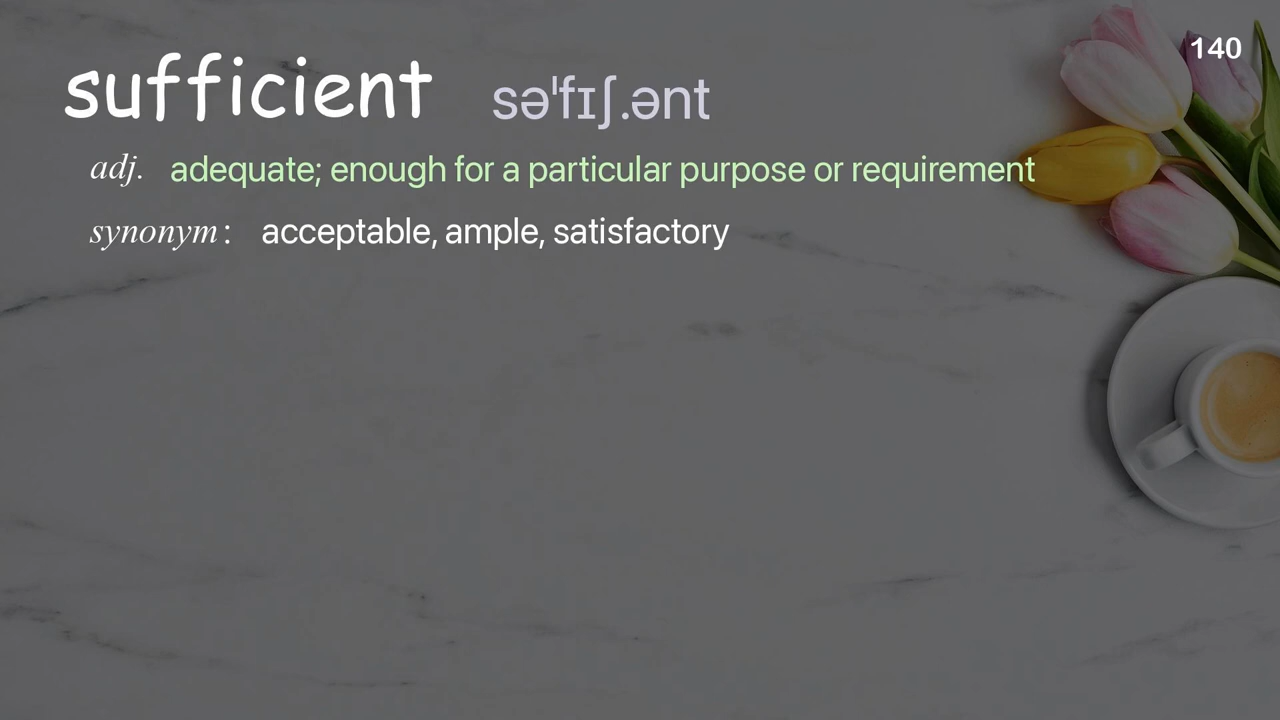 140
sufficient səˈfɪʃ.ənt
adj. adequate; enough for a particular purpose or requirement
synonym: acceptable, ample, satisfactory